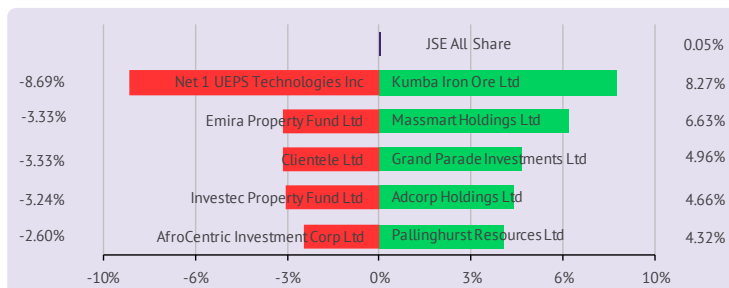 JSE All Share 0.05%
-8.69% Net 1 UEPS Technologies Inc Kumba Iron Ore Ltd 8.27%
-3.33% Emira Property Fund Ltd Massmart Holdings Ltd 6.63%
-3.33% Clientele Ltd Grand Parade Investments Ltd 4.96%
-3.24% Investec Property Fund Ltd Adcorp Holdings Ltd 4.66%
-2.60% AfroCentric Investment Corp Ltd Pallinghurst Resources Ltd 4.32%
-10% -6% -3% 0% 3% 6% 10%